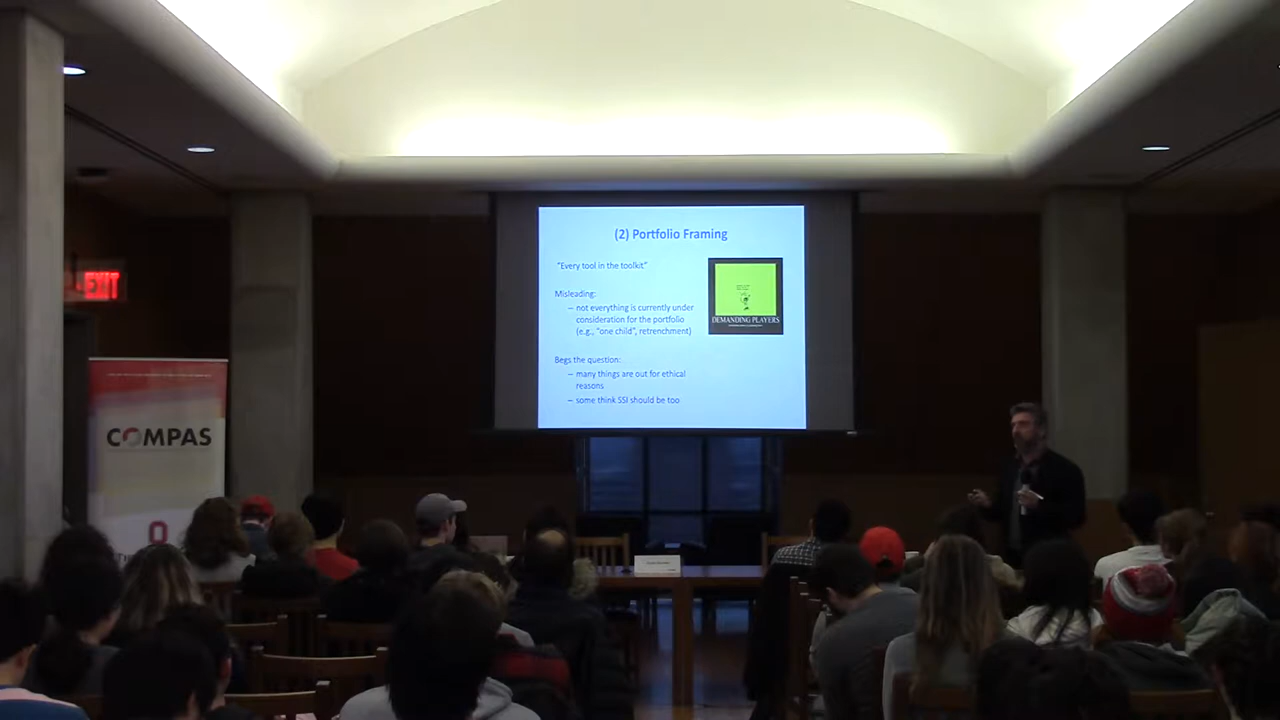 (2) Portfolio Framing
"Every tool in the toolkit"
Misleading:
– not everything is currently under
consideration for the portfolio
(e.g., "one child", retrenchment)
Begs the question:
– many things are out for ethical
reasons
– some think SSI should be too
DEMANDING PLAYERS
EXIT
COMPAS